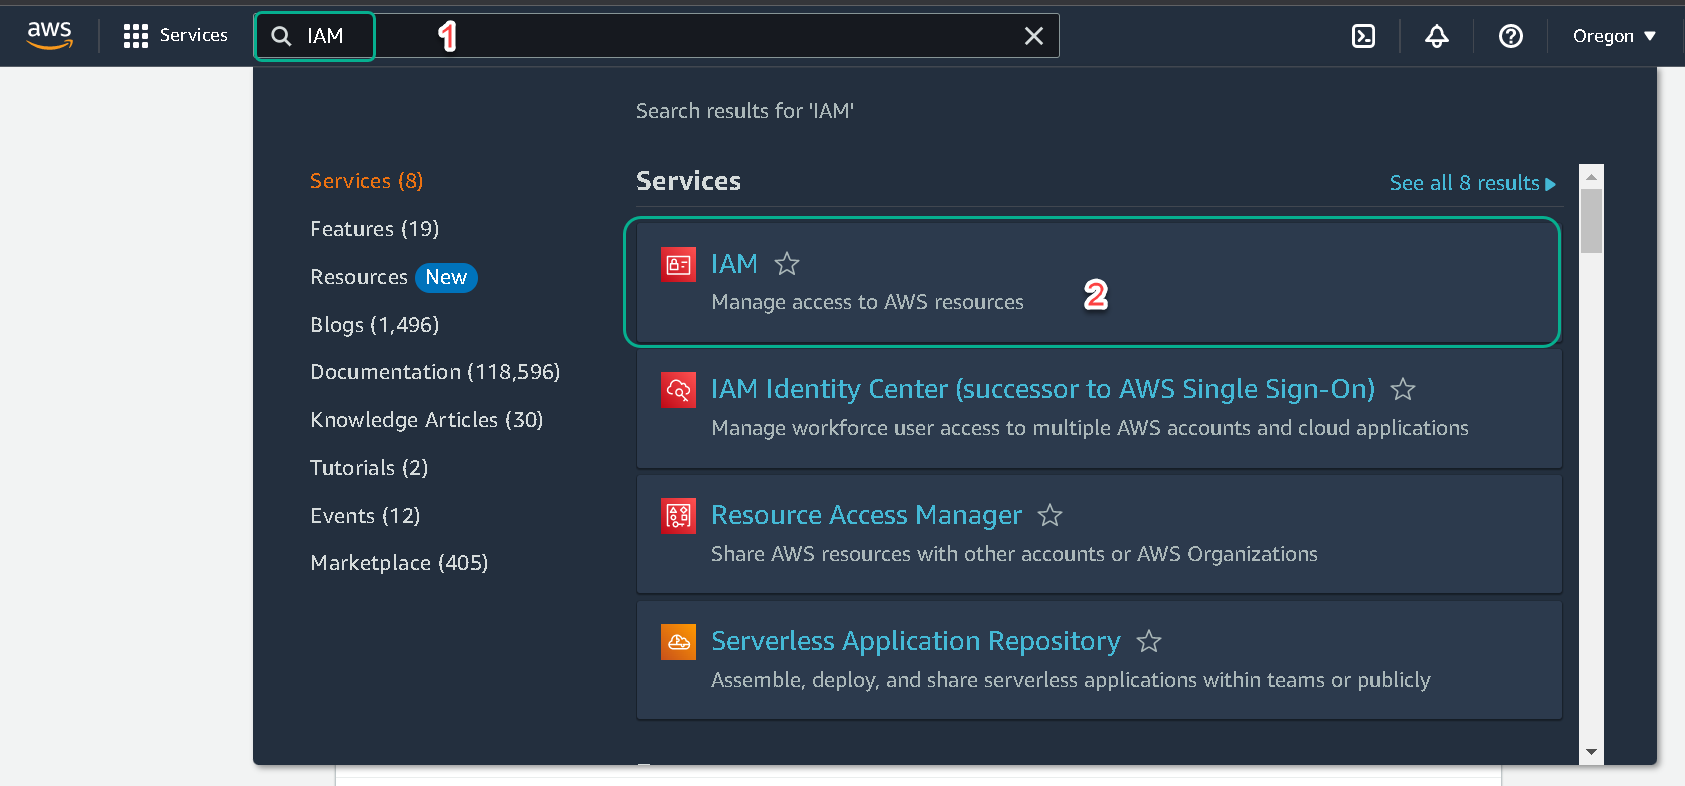 aws
Services
IAM
1
Oregon
Search results for 'IAM'
Services (8)
Features (19)
Resources New
Blogs (1,496)
Documentation (118,596)
Knowledge Articles (30)
Tutorials (2)
Events (12)
Marketplace (405)
Services
See all 8 results
IAM
Manage access to AWS resources
2
IAM Identity Center (successor to AWS Single Sign-On)
Manage workforce user access to multiple AWS accounts and cloud applications
Resource Access Manager
Share AWS resources with other accounts or AWS Organizations
Serverless Application Repository
Assemble, deploy, and share serverless applications within teams or publicly